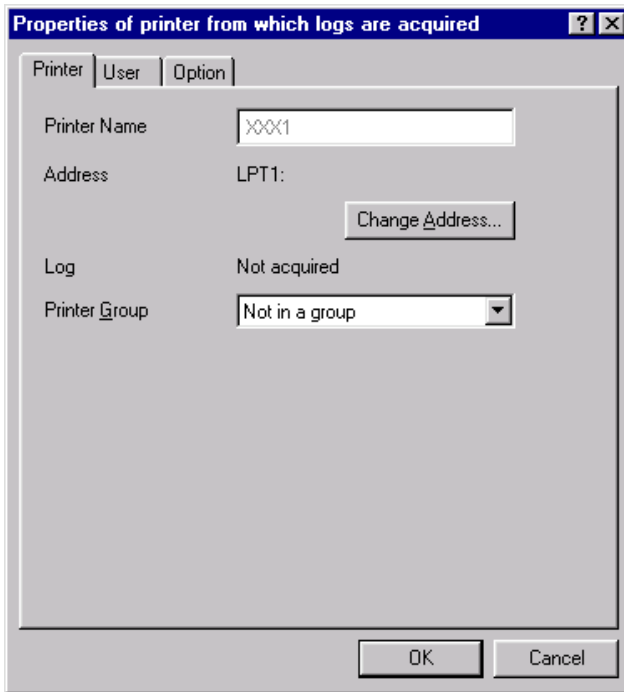 Properties of printer from which logs are acquired
Printer User Option
Printer Name XXX1
Address LPT1:
Change Address...
Log Not acquired
Printer Group Not in a group
OK Cancel